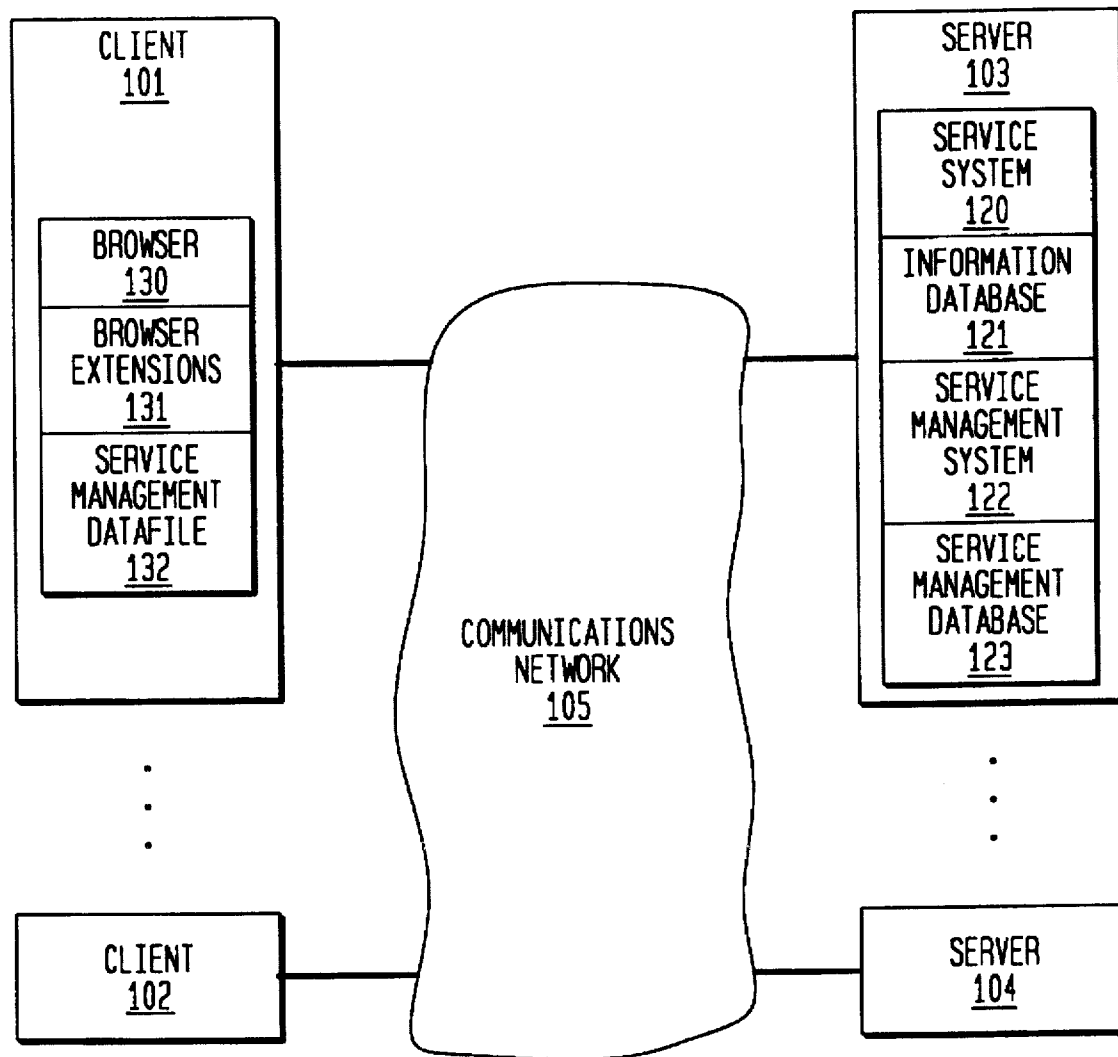 CLIENT
101
BROWSER
130
BROWSER
EXTENSIONS
131
SERVICE
MANAGEMENT
DATAFILE
132
COMMUNICATIONS
NETWORK
105
SERVER
103
SERVICE
SYSTEM
120
INFORMATION
DATABASE
121
SERVICE
MANAGEMENT
SYSTEM
122
SERVICE
MANAGEMENT
DATABASE
123
CLIENT
102
SERVER
104